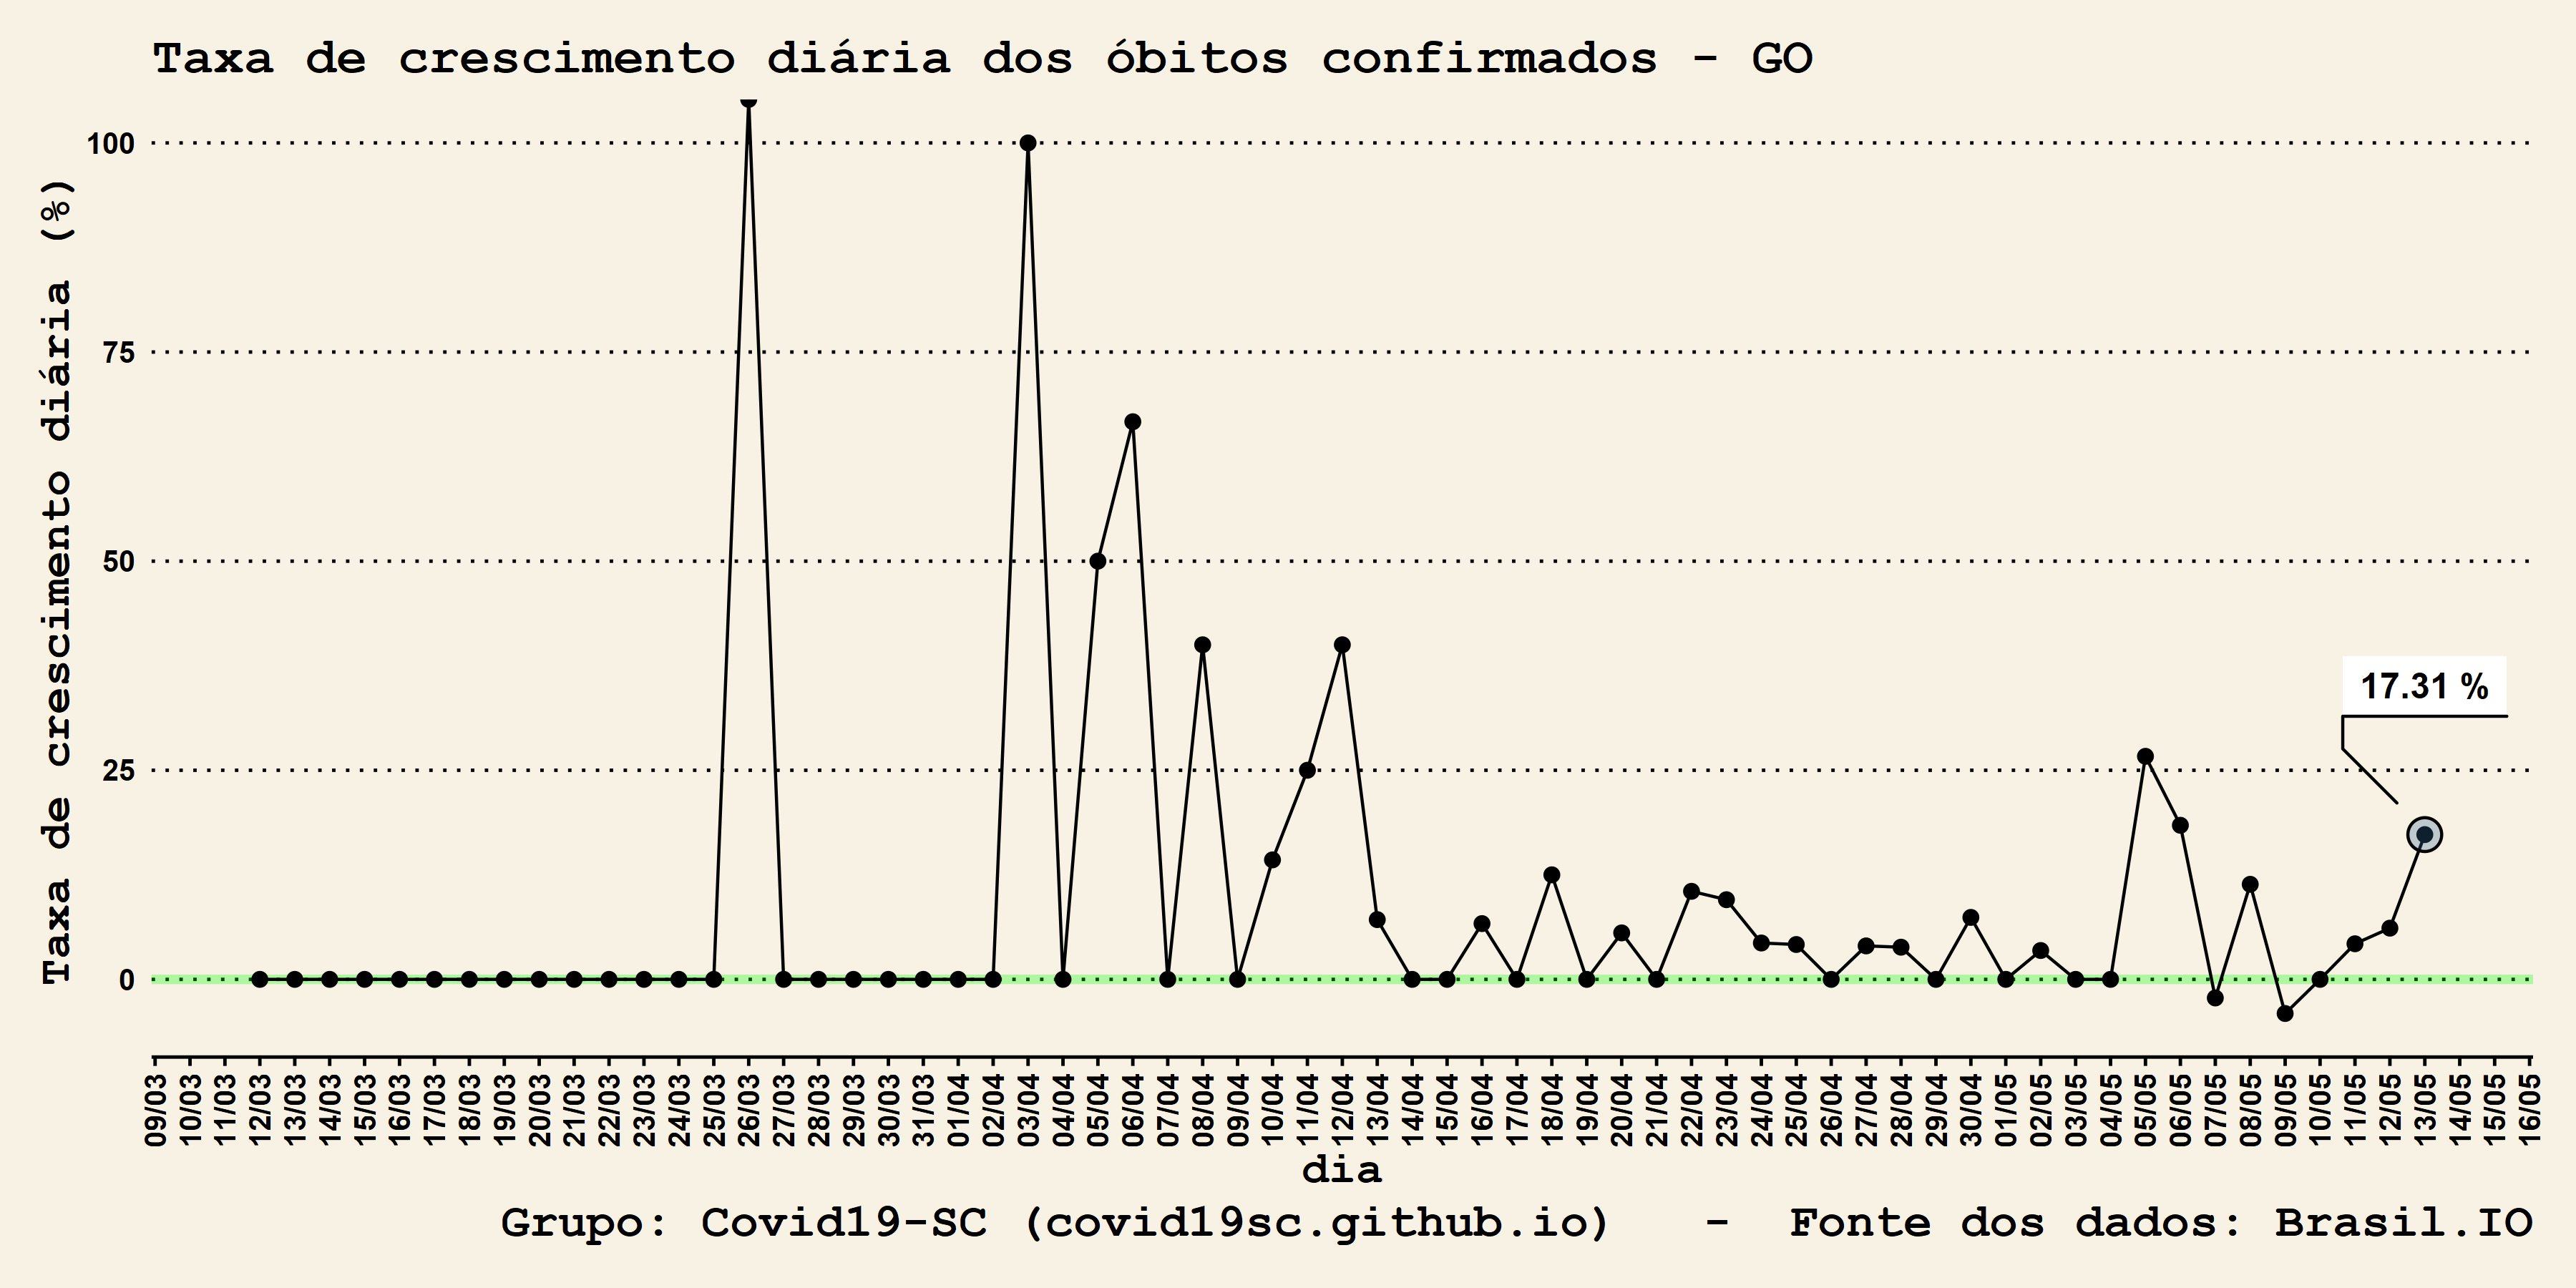 Taxa de crescimento diária dos óbitos confirmados - GO
Taxa de crescimento diária (%)
100
75
50
25
0
17.31 %
09/03 10/03 11/03 12/03 13/03 14/03 15/03 16/03 17/03 18/03 19/03 20/03 21/03 22/03 23/03 24/03 25/03 26/03 27/03 28/03 29/03 30/03 31/03 01/04 02/04 03/04 04/04 05/04 06/04 07/04 08/04 09/04 10/04 11/04 12/04 13/04 14/04 15/04 16/04 17/04 18/04 19/04 20/04 21/04 22/04 23/04 24/04 25/04 26/04 27/04 28/04 29/04 30/04 01/05 02/05 03/05 04/05 05/05 06/05 07/05 08/05 09/05 10/05 11/05 12/05 13/05 14/05 15/05 16/05
dia
Grupo: Covid19-SC (covid19sc.github.io) - Fonte dos dados: Brasil.IO